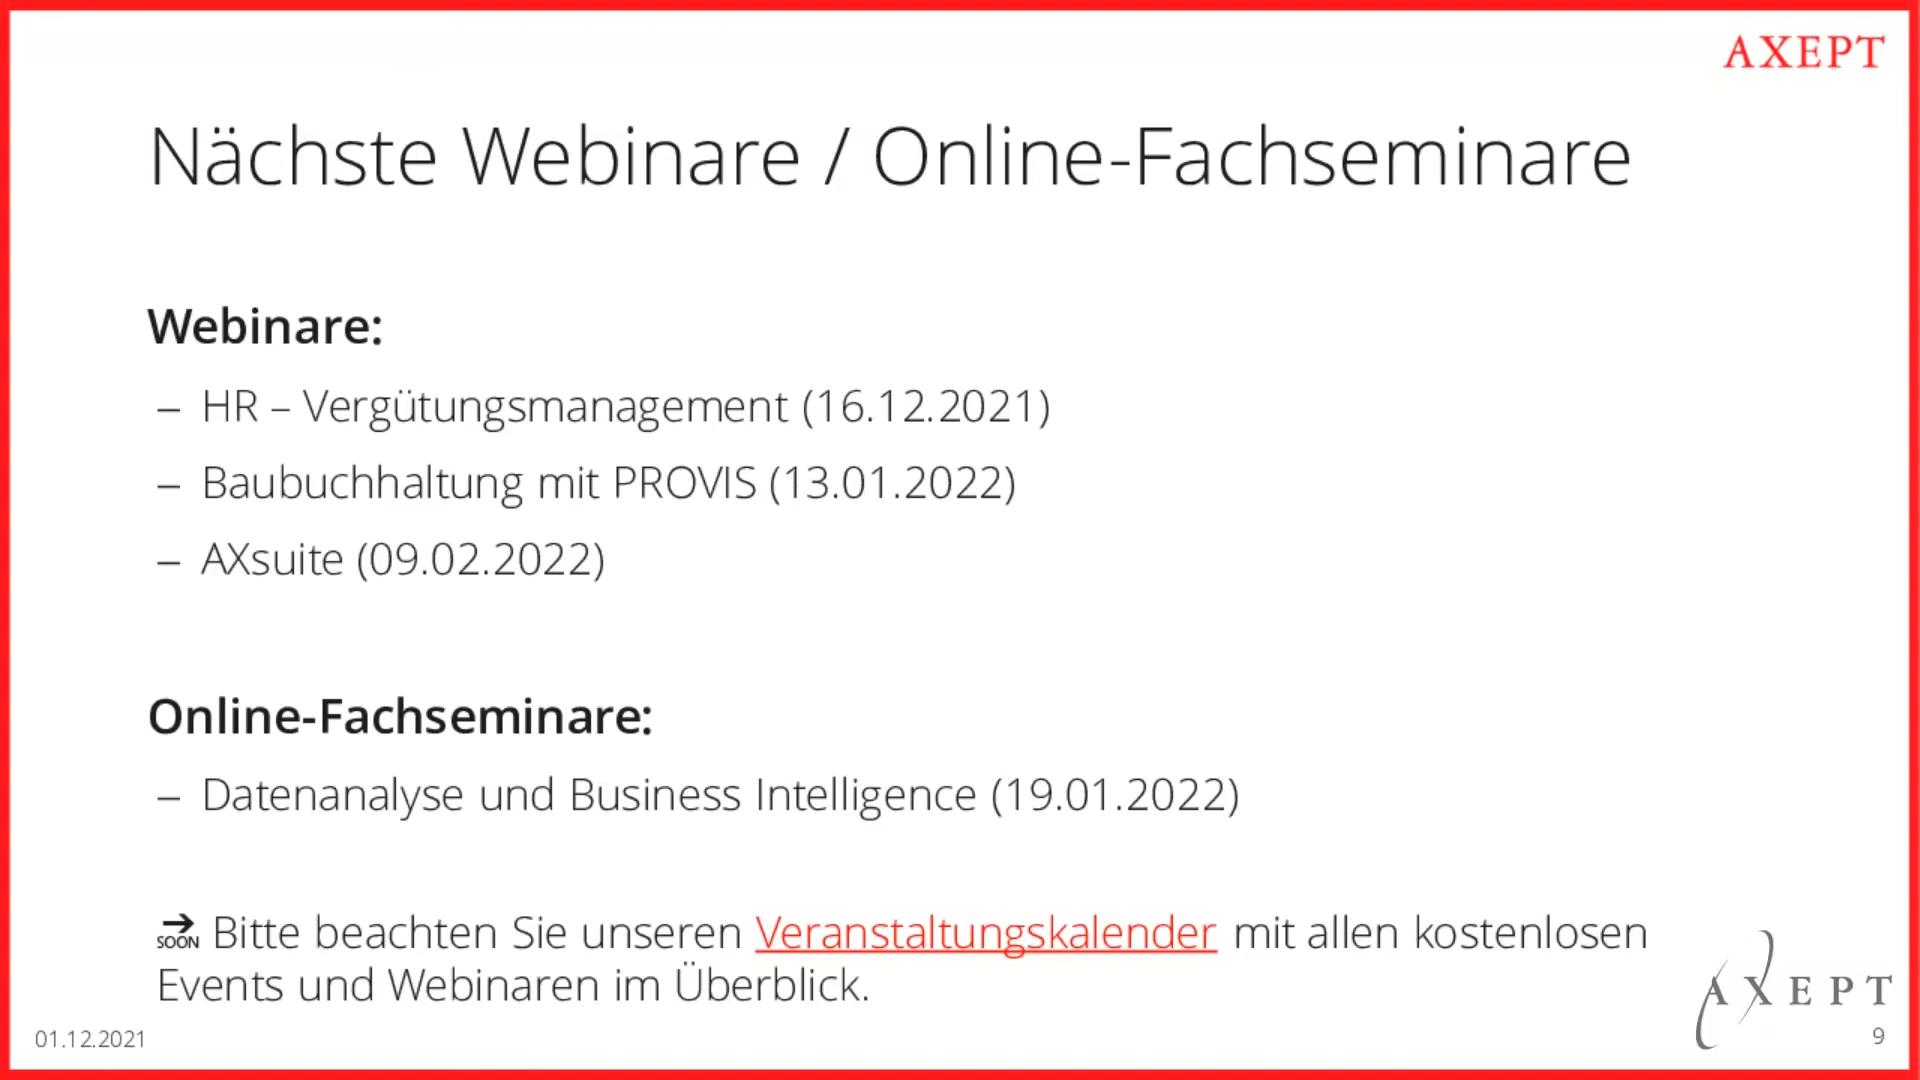 AXEPT
Nächste Webinare / Online-Fachseminare
Webinare:
– HR – Vergütungsmanagement (16.12.2021)
– Baubuchhaltung mit PROVIS (13.01.2022)
– AXsuite (09.02.2022)
Online-Fachseminare:
– Datenanalyse und Business Intelligence (19.01.2022)
🔜 Bitte beachten Sie unseren Veranstaltungskalender mit allen kostenlosen
Events und Webinaren im Überblick.
AXEPT
01.12.2021
9